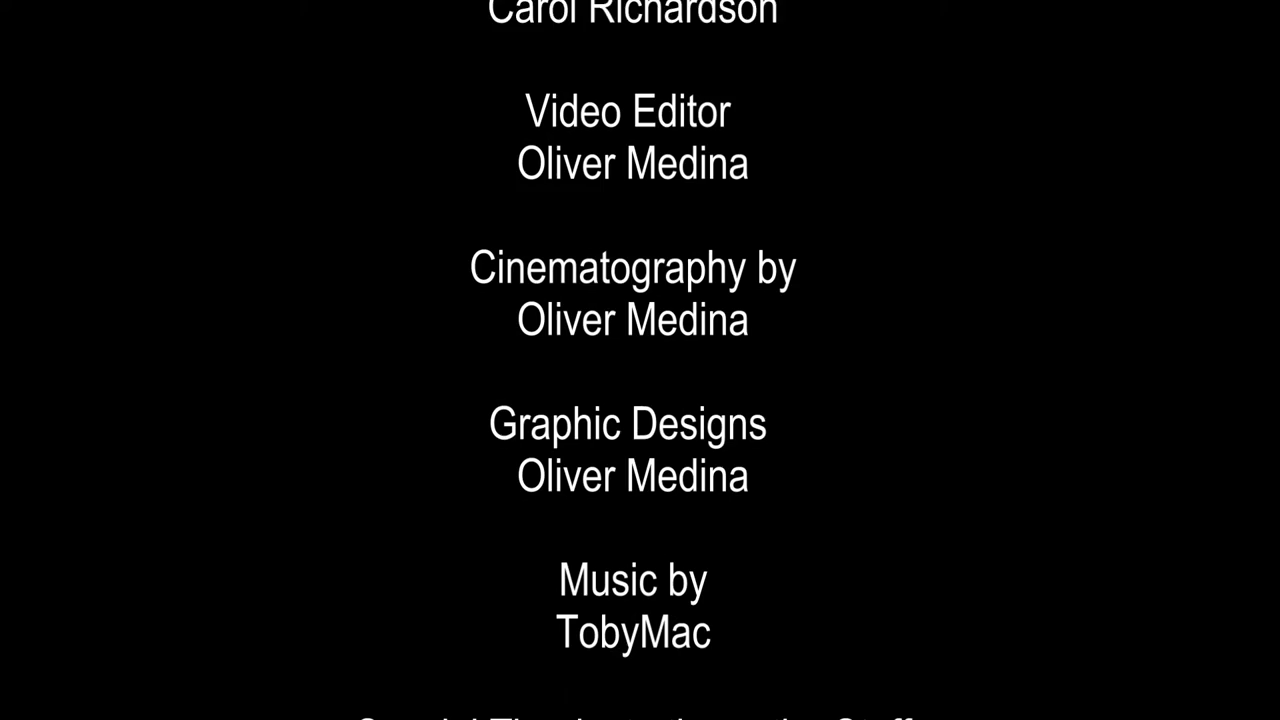 Carol Richardson
Video Editor
Oliver Medina
Cinematography by
Oliver Medina
Graphic Designs
Oliver Medina
Music by
TobyMac